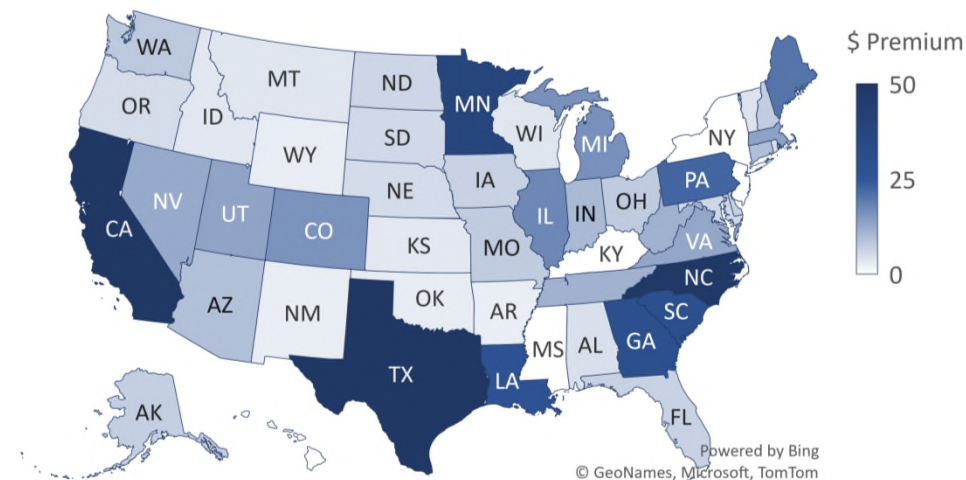 $ Premium
50
25
0
WA
MT
ND
MN
OR
ID
SD
WI
MI
NY
WY
IA
PA
NE
NV
UT
CO
IL
IN
OH
CA
KS
MO
KY
VA
NC
AZ
NM
OK
AR
SC
MS
AL
GA
TX
LA
AK
FL
Powered by Bing
© GeoNames, Microsoft, TomTom